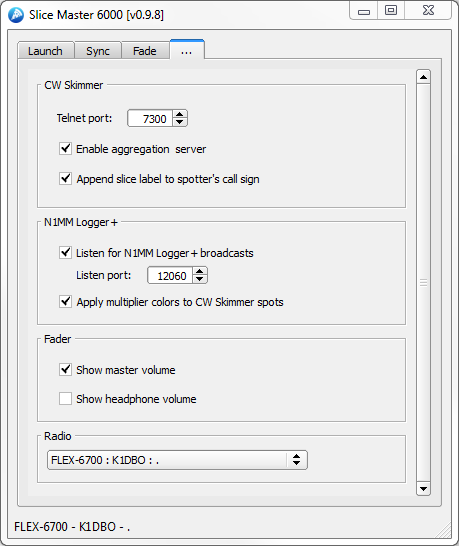 Slice Master 6000 [v0.9.8]
Launch Sync Fade ...
CW Skimmer
Telnet port: 7300
Enable aggregation server
Append slice label to spotter's call sign
N1MM Logger+
Listen for N1MM Logger+ broadcasts
Listen port: 12060
Apply multiplier colors to CW Skimmer spots
Fader
Show master volume
Show headphone volume
Radio
FLEX-6700 : K1DBO : .
FLEX-6700 - K1DBO - .